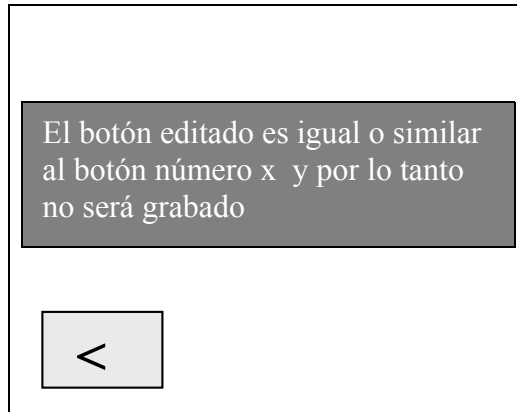 El botón editado es igual o similar
al botón número x y por lo tanto
no será grabado
<